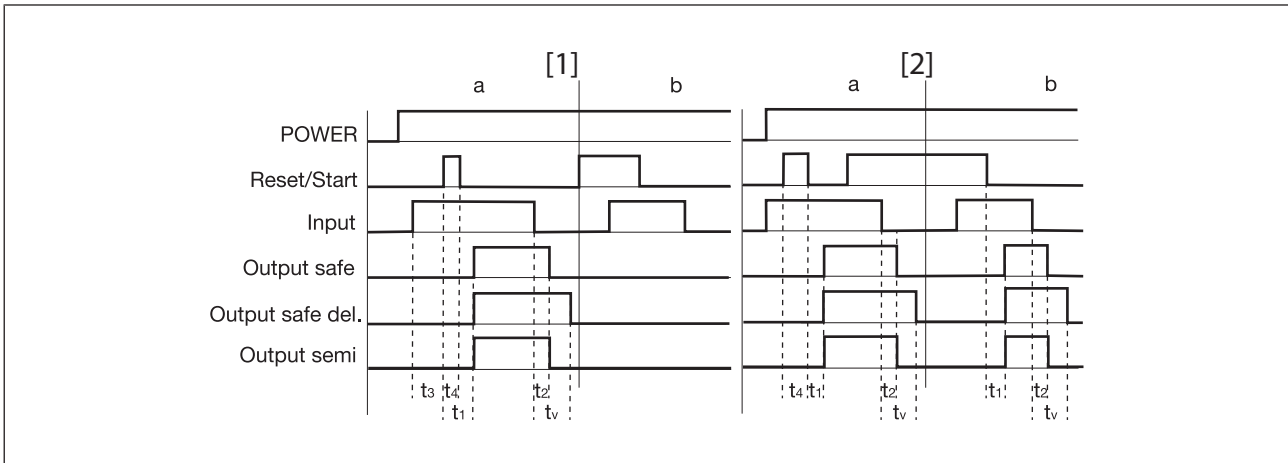 [1] [2]
a b a b
POWER
Reset/Start
Input
Output safe
Output safe del.
Output semi
t3 t4 t2 t4 t1 t2 t1 t2
t1 tv tv tv